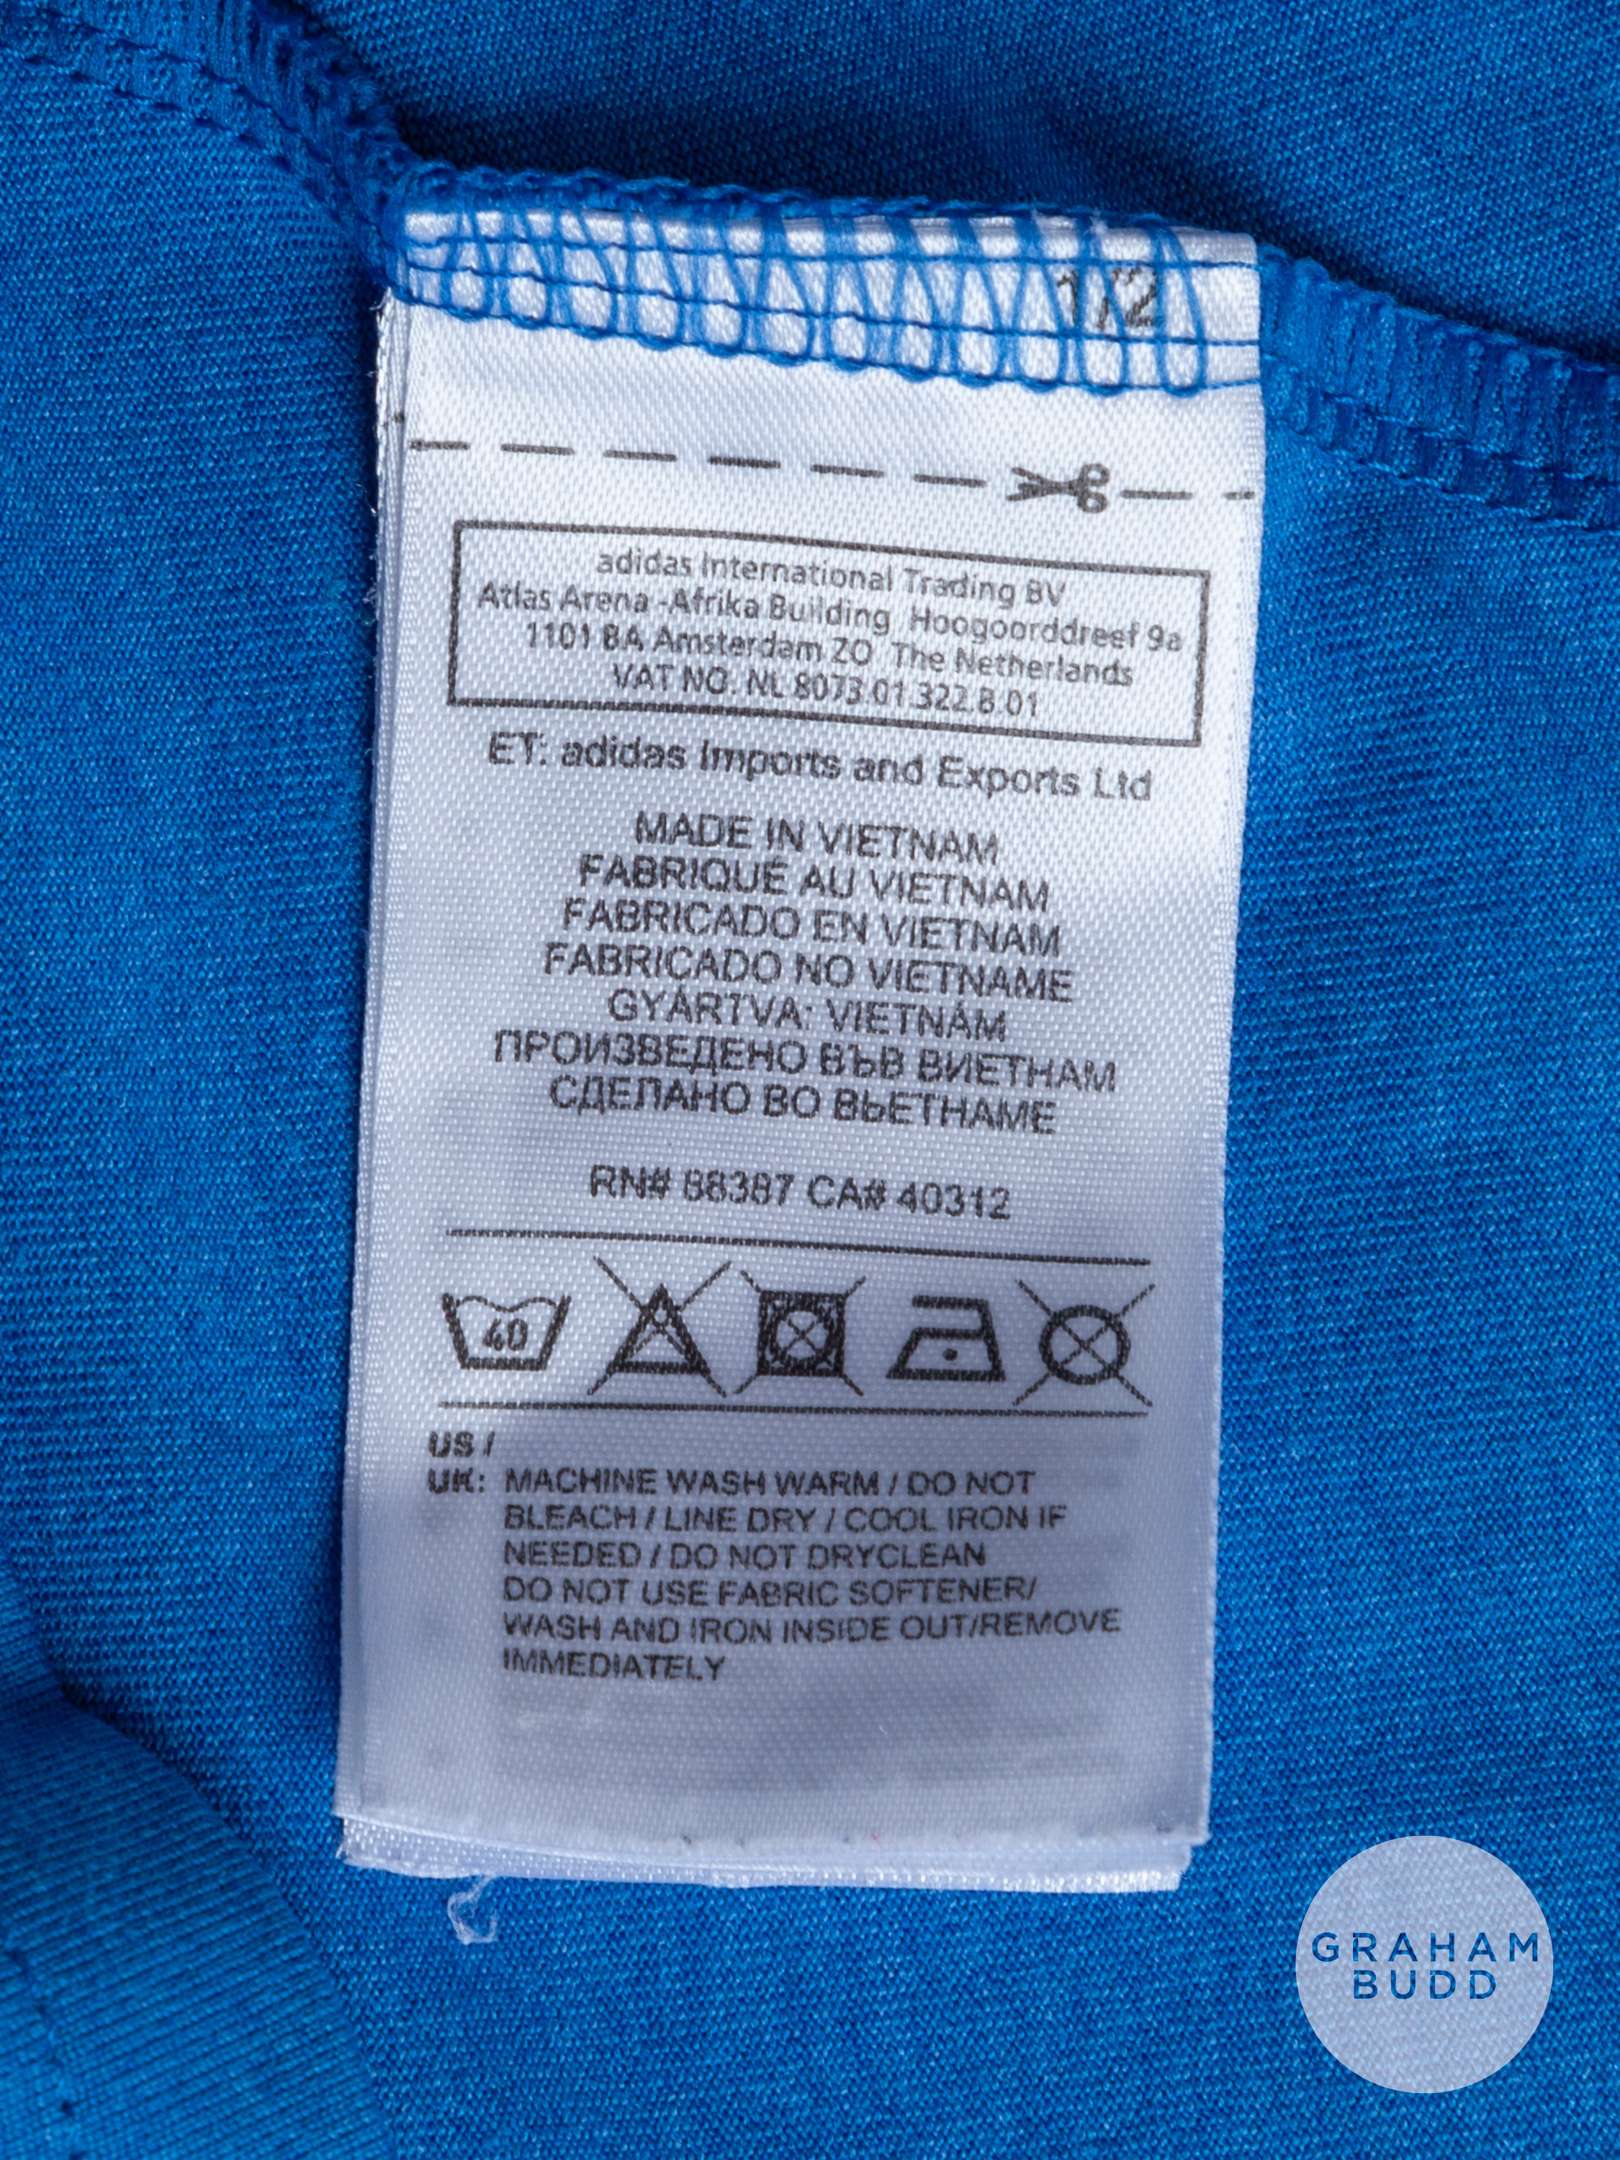 1/2
adidas International Trading BV
Atlas Arena -Afrika Building Hoogoorddreef 9a
1101 BA Amsterdam ZO The Netherlands
VAT NO. NL 8073.01.322.B.01
ET: adidas Imports and Exports Ltd
MADE IN VIETNAM
FABRIQUÉ AU VIETNAM
FABRICADO EN VIETNAM
FABRICADO NO VIETNAME
GYÁRTVA: VIETNÁM
ПРОИЗВЕДЕНО ВЪВ ВИЕТНАМ
СДЕЛАНО ВО ВЬЕТНАМЕ
RN# 88387 CA# 40312
40
US /
UK: MACHINE WASH WARM / DO NOT
BLEACH / LINE DRY / COOL IRON IF
NEEDED / DO NOT DRYCLEAN
DO NOT USE FABRIC SOFTENER/
WASH AND IRON INSIDE OUT/REMOVE
IMMEDIATELY
GRAHAM
BUDD